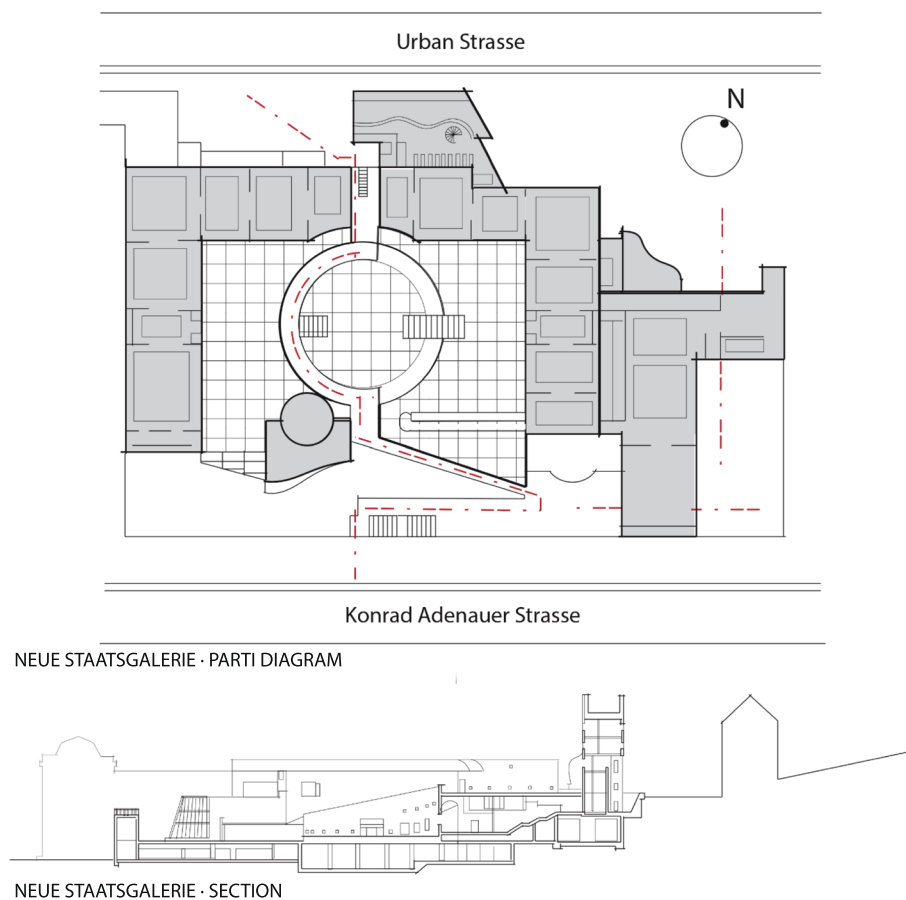 Urban Strasse
N
Konrad Adenauer Strasse
NEUE STAATSGALERIE · PARTI DIAGRAM
NEUE STAATSGALERIE · SECTION